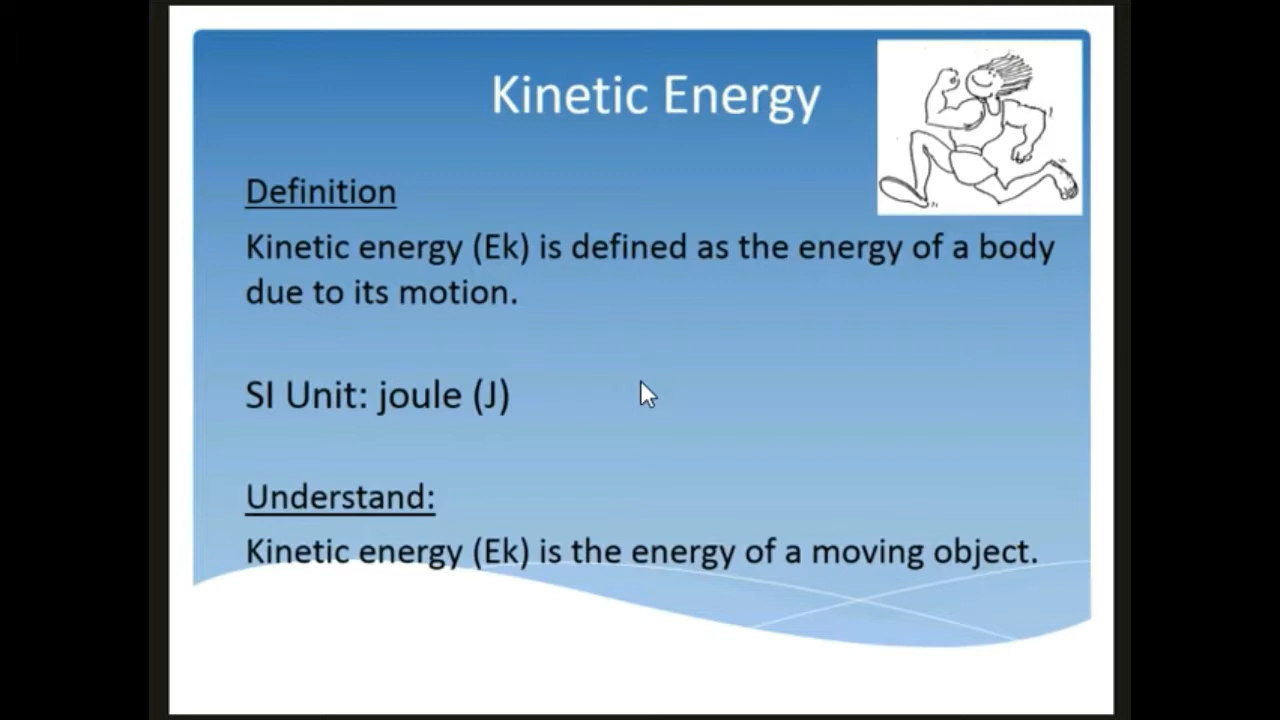 Kinetic Energy
Definition
Kinetic energy (Ek) is defined as the energy of a body
due to its motion.
SI Unit: joule (J)
Understand:
Kinetic energy (Ek) is the energy of a moving object.